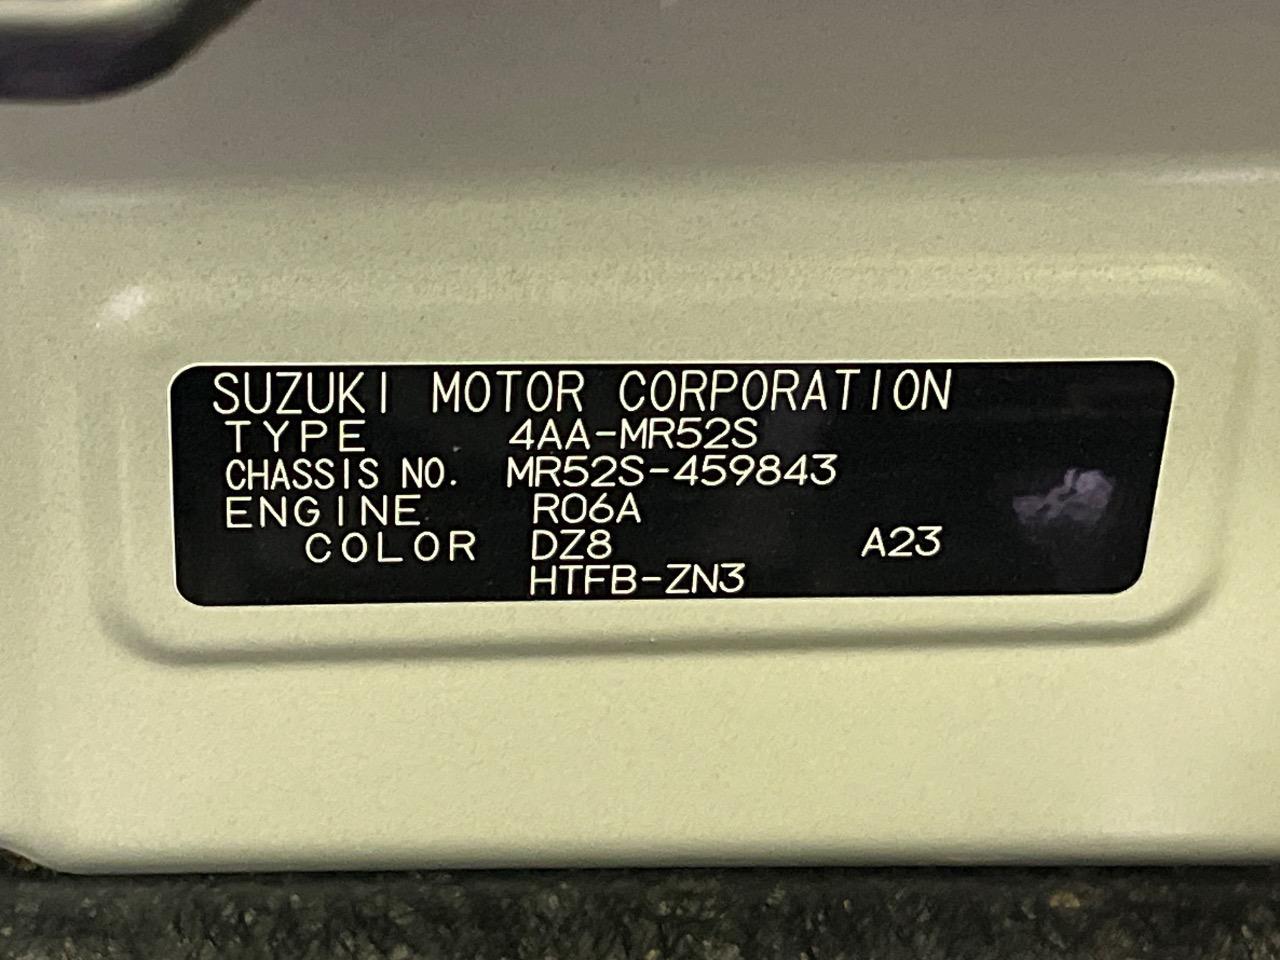 SUZUKI MOTOR CORPORATION
TYPE 4AA-MR52S
CHASSIS NO. MR52S-459843
ENGINE R06A
COLOR DZ8 A23
HTFB-ZN3